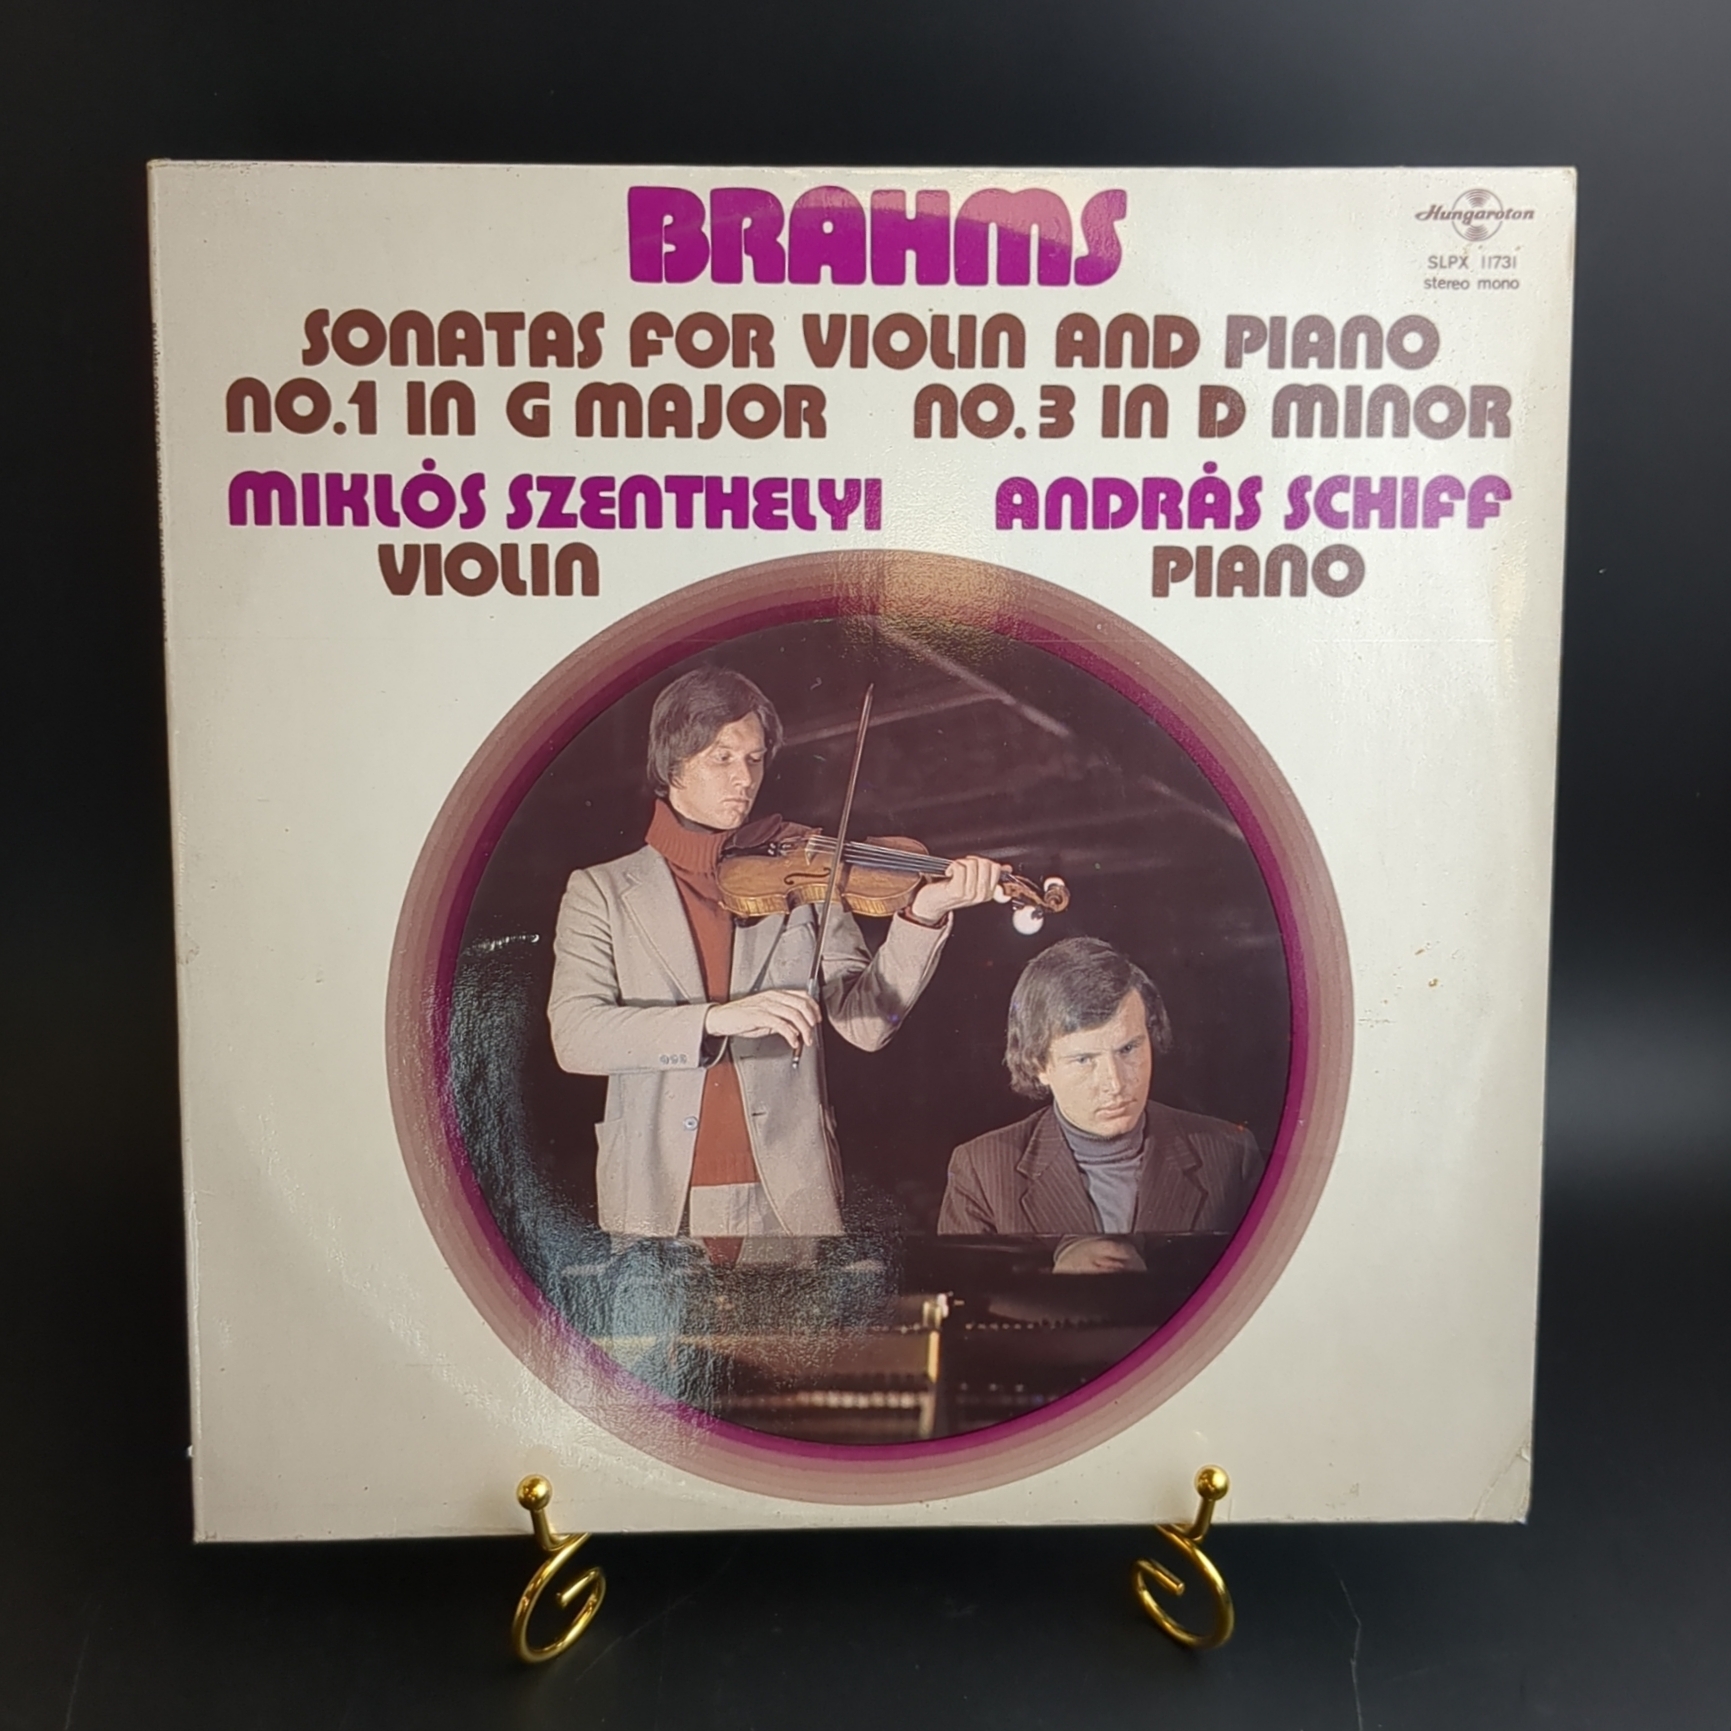 BRAHMS
Hungaroton
SLPX 11731
stereo mono
SONATAS FOR VIOLIN AND PIANO
NO.1 IN G MAJOR NO.3 IN D MINOR
MIKLÓS SZENTHELYI ANDRÁS SCHIFF
VIOLIN PIANO